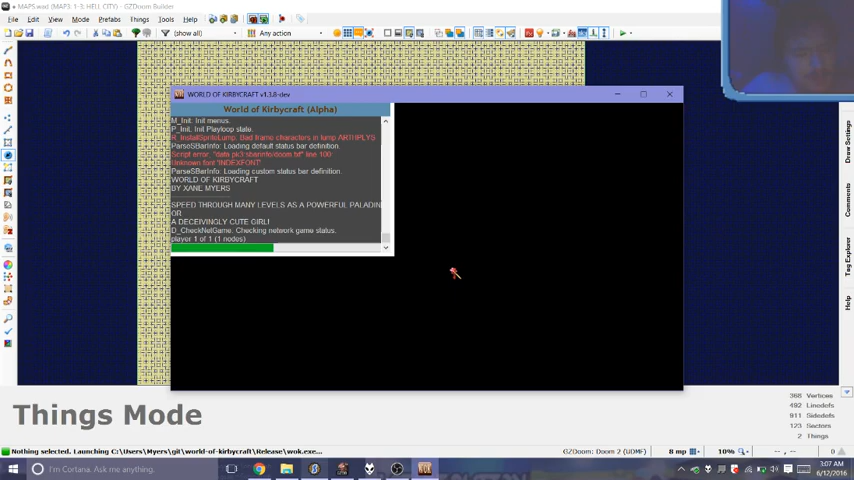 MAPS.wad (MAP3: 1-3, HELL CITY) - GZDoom Builder
File Edit View Mode Prefabs Things Tools Help
(show all) Any action
WORLD OF KIRBYCRAFT v1.3.8-dev
World of Kirbycraft (Alpha)
M_Init: Init menus.
P_Init: Init Playloop state.
R_InstallSpriteLump: Bad frame characters in lump ARTHPLYS
ParseSBarInfo: Loading default status bar definition.
Script error, "data.pk3:sbarinfo/doom.txt" line 100:
Unknown font 'INDEXFONT'
ParseSBarInfo: Loading custom status bar definition.
WORLD OF KIRBYCRAFT
BY XANE MYERS
SPEED THROUGH MANY LEVELS AS A POWERFUL PALADIN
OR
A DECEIVINGLY CUTE GIRL!
D_CheckNetGame: Checking network game status.
player 1 of 1 (1 nodes)
Draw Settings
Vertices
Tag Explorer
Help
Things Mode
368 Vertices
492 Linedefs
911 Sidedefs
123 Sectors
2 Things
Nothing selected. Launching C:\Users\Myers\git\world-of-kirbycraft\Release\wok.exe...
GZDoom: Doom 2 (UDMF) 8 mp 10% -- , --
I'm Cortana. Ask me anything.
3:07 AM
6/12/2016